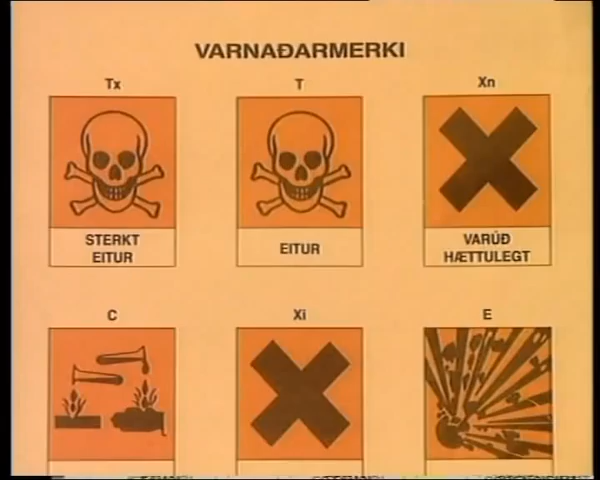 VARNAÐARMERKI
Tx
T
Xn
STERKT
EITUR
EITUR
VARÚÐ
HÆTTULEGT
C
Xi
E